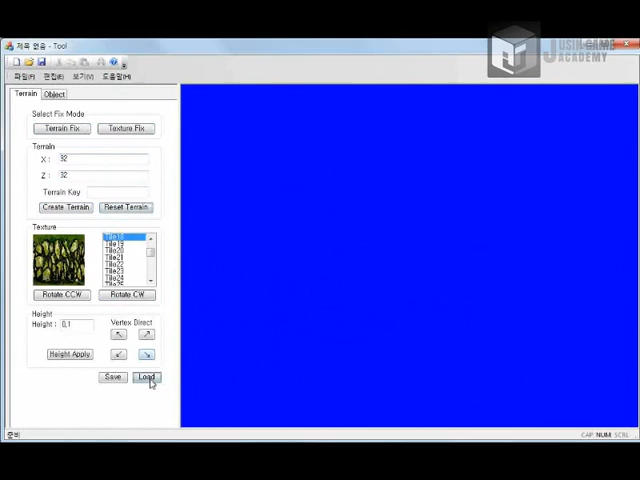 JUSIN GAME
ACADEMY
제목 없음 - Tool
파일(F) 편집(E) 보기(V) 도움말(H)
Terrain Object
Select Fix Mode
Terrain Fix Texture Fix
Terrain
X : 32
Z : 32
Terrain Key
Create Terrain Reset Terrain
Texture
Tile18
Tile19
Tile20
Tile21
Tile22
Tile23
Tile24
Tile25
Rotate CCW Rotate CW
Height
Height : 0,1 Vertex Direct
Height Apply
Save Load
준비 CAP NUM SCRL